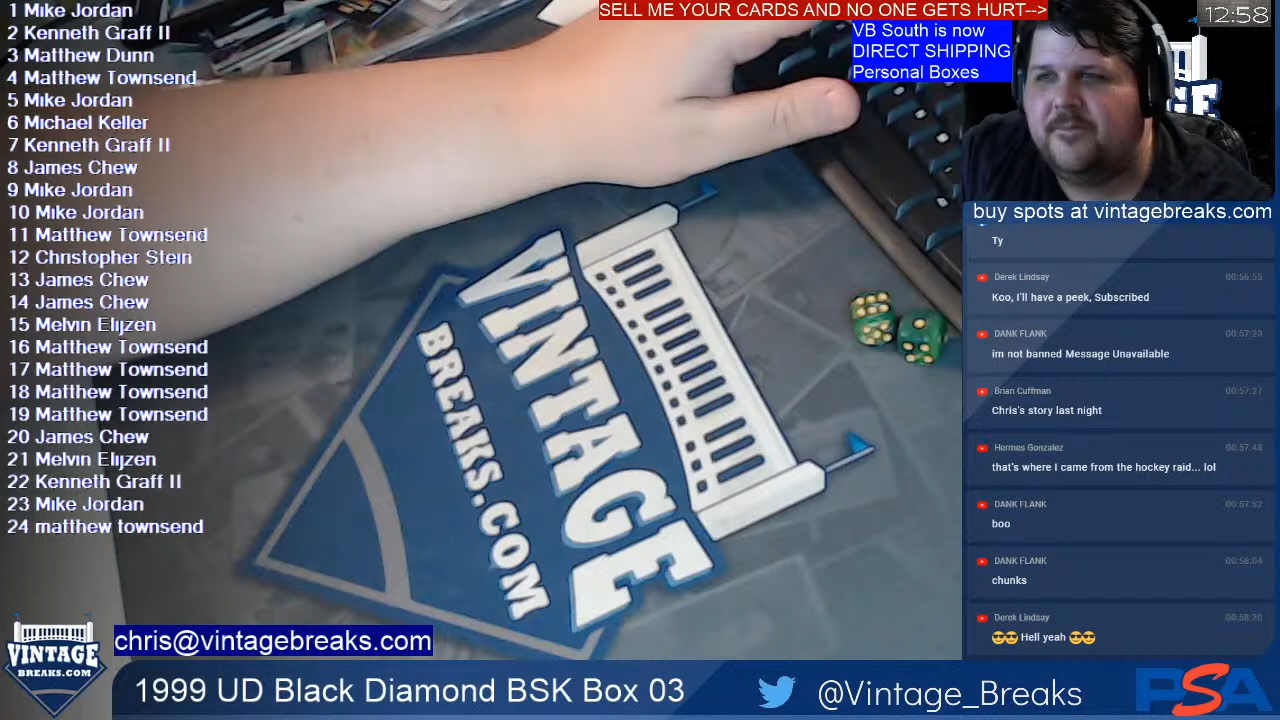 1 Mike Jordan
2 Kenneth Graff II
3 Matthew Dunn
4 Matthew Townsend
5 Mike Jordan
6 Michael Keller
7 Kenneth Graff II
8 James Chew
9 Mike Jordan
10 Mike Jordan
11 Matthew Townsend
12 Christopher Stein
13 James Chew
14 James Chew
15 Melvin Elijzen
16 Matthew Townsend
17 Matthew Townsend
18 Matthew Townsend
19 Matthew Townsend
20 James Chew
21 Melvin Elijzen
22 Kenneth Graff II
23 Mike Jordan
24 matthew townsend
SELL ME YOUR CARDS AND NO ONE GETS HURT-->
VB South is now
DIRECT SHIPPING
Personal Boxes
12:58
buy spots at vintagebreaks.com
Ty
Derek Lindsay 00:56:55
Koo, I'll have a peek, Subscribed
DANK FLANK 00:57:23
im not banned Message Unavailable
Brian Cuffman 00:57:27
Chris's story last night
Hermes Gonzalez 00:57:48
that's where I came from the hockey raid... lol
DANK FLANK 00:57:52
boo
DANK FLANK 00:58:04
chunks
Derek Lindsay 00:58:20
😎😎 Hell yeah 😎😎
VINTAGE
BREAKS.COM
chris@vintagebreaks.com
VINTAGE
BREAKS.COM
1999 UD Black Diamond BSK Box 03
@Vintage_Breaks
PSA